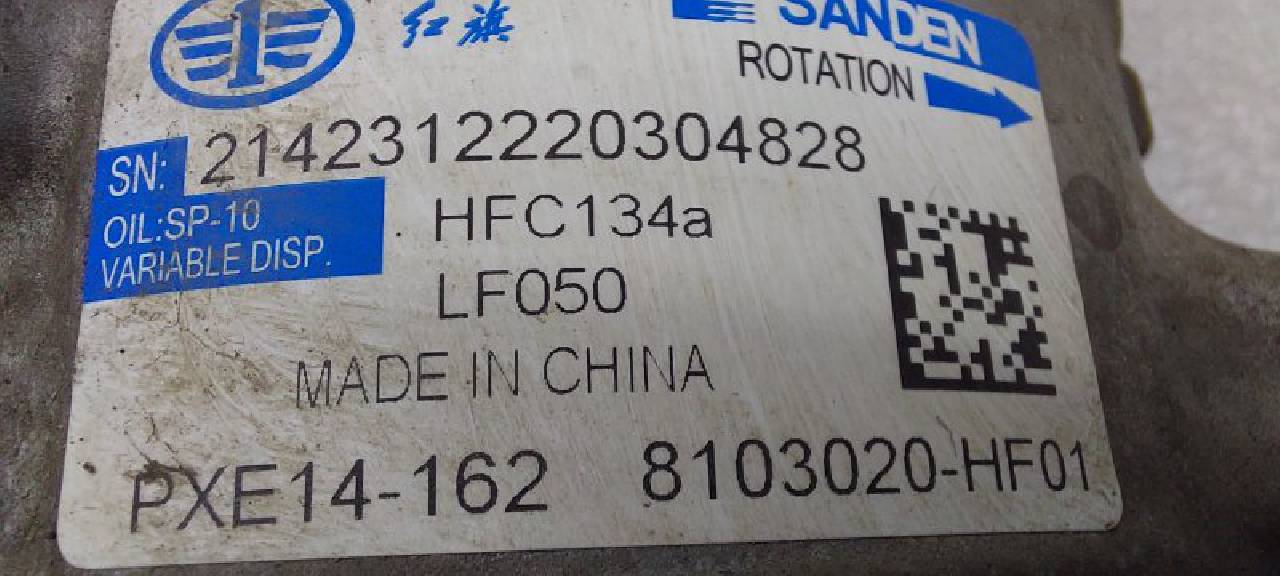 红旗
SANDEN
ROTATION
SN: 2142312220304828
OIL:SP-10
VARIABLE DISP.
HFC134a
LF050
MADE IN CHINA
PXE14-162 8103020-HF01